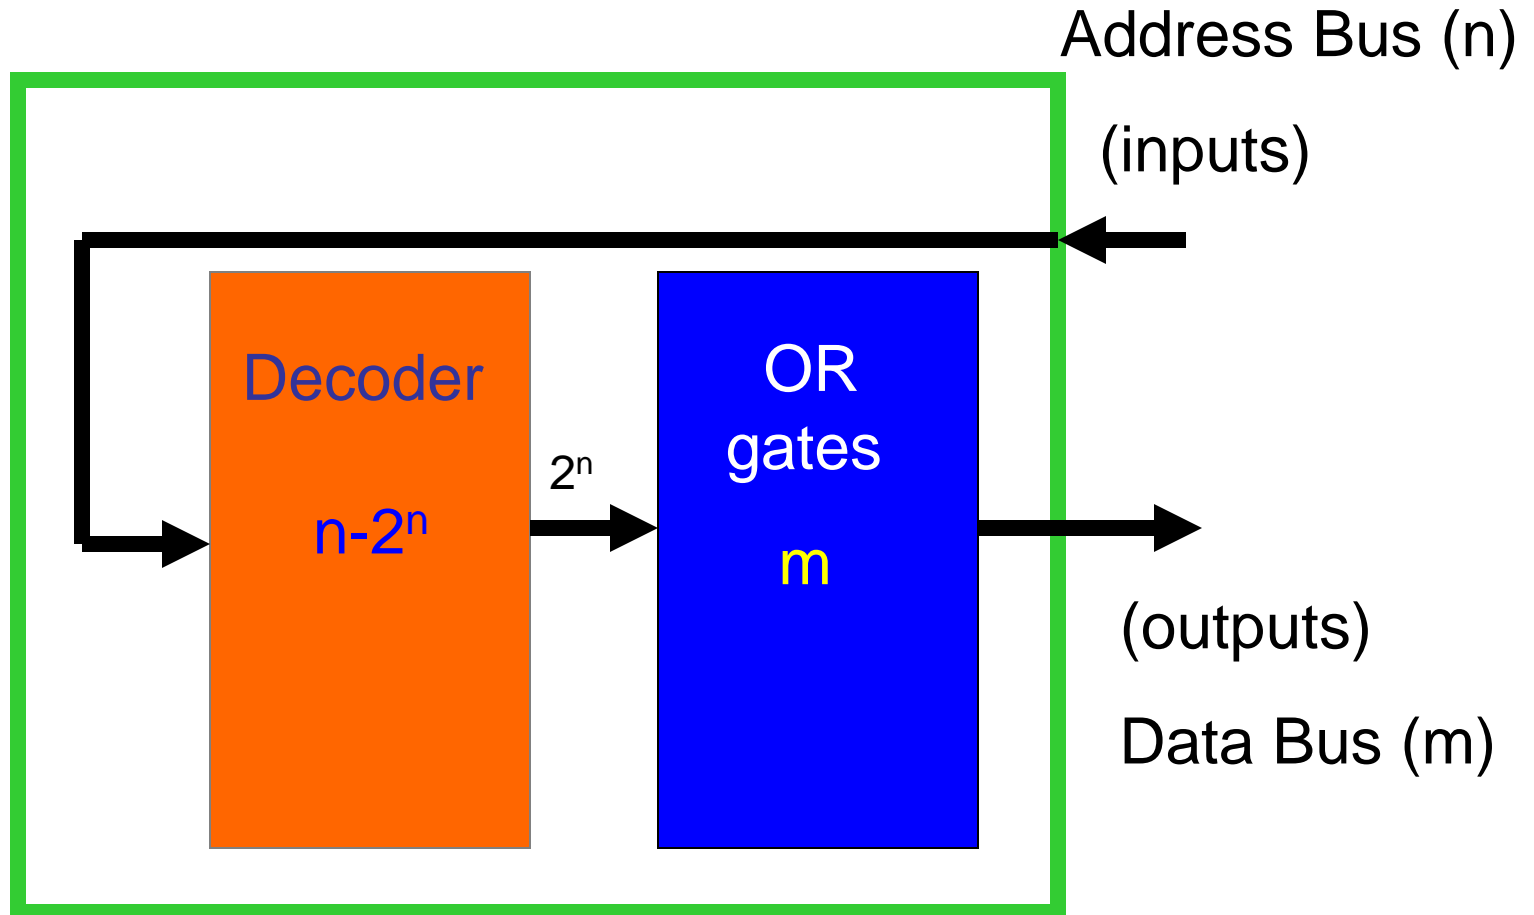 Address Bus (n)
(inputs)
Decoder
n-2ⁿ
2ⁿ
OR
gates
m
(outputs)
Data Bus (m)